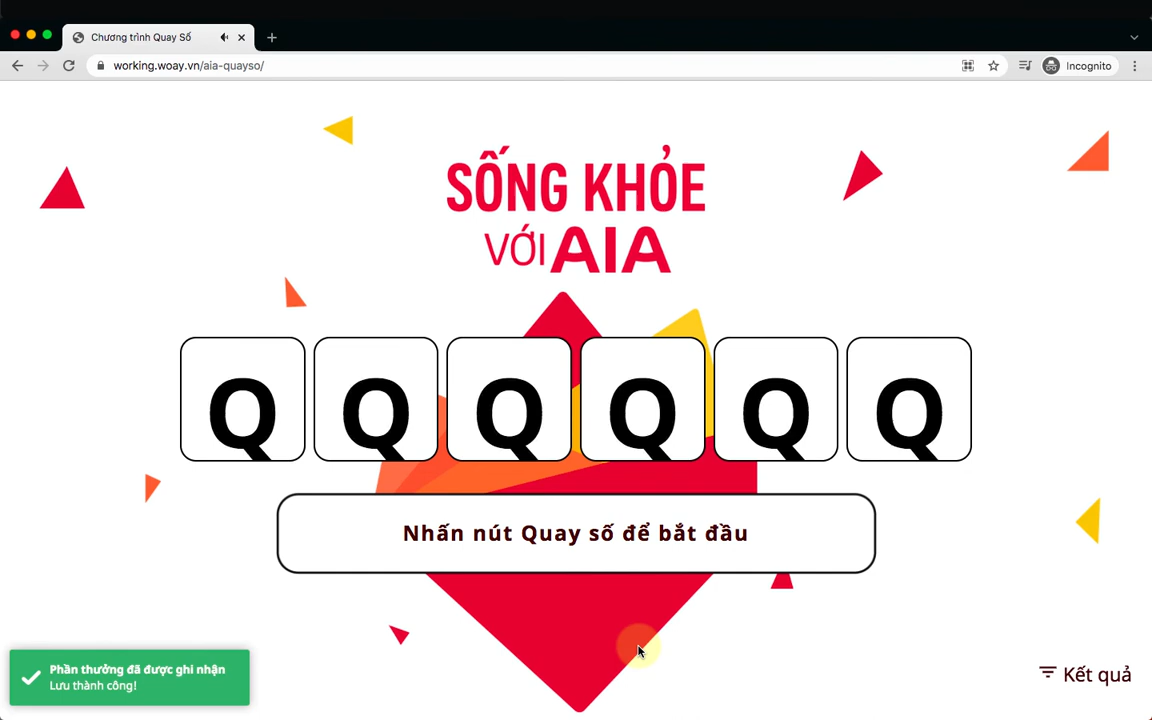 Chương trình Quay Số
working.woay.vn/aia-quayso/
Incognito
SỐNG KHỎE
VỚI AIA
Q Q Q Q Q Q
Nhấn nút Quay số để bắt đầu
Phần thưởng đã được ghi nhận
Lưu thành công!
Kết quả